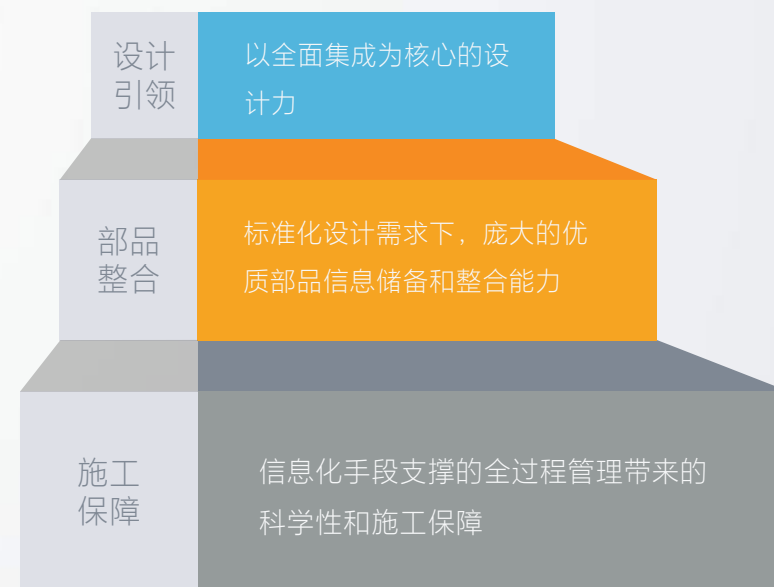 设计
引领
以全面集成为核心的设
计力
部品
整合
标准化设计需求下，庞大的优
质部品信息储备和整合能力
施工
保障
信息化手段支撑的全过程管理带来的
科学性和施工保障